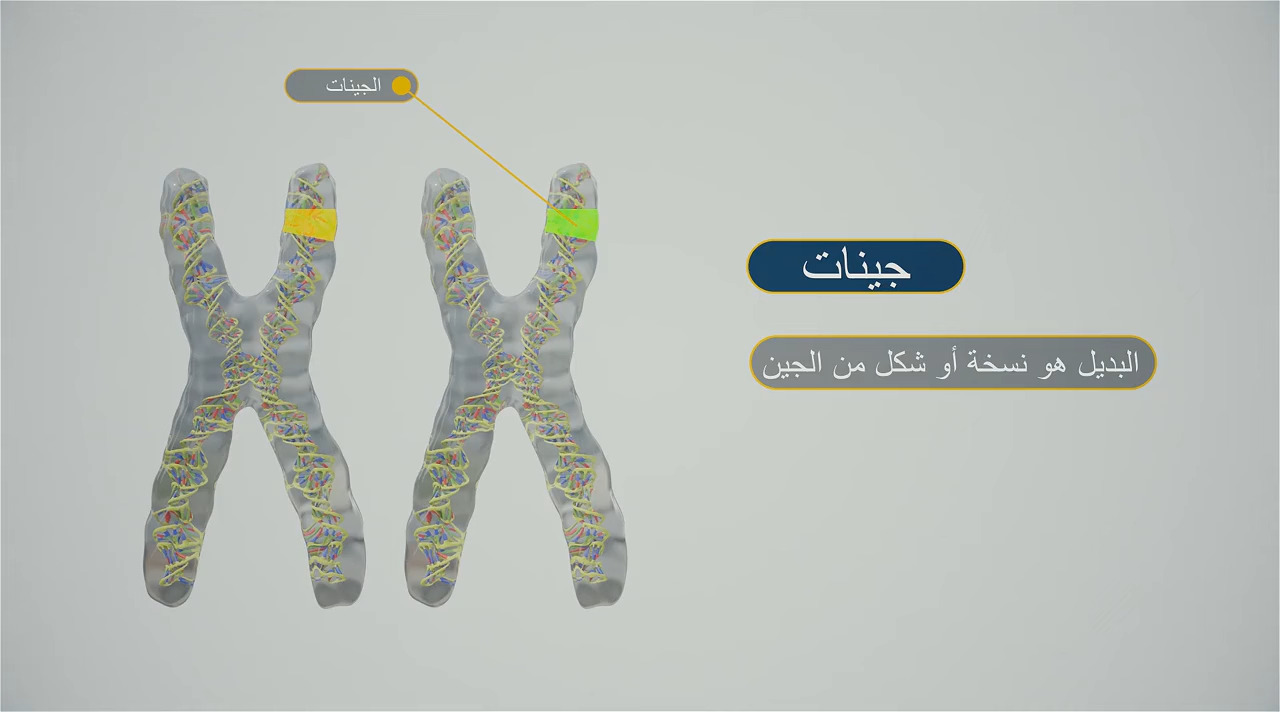 الجينات
جينات
البديل هو نسخة أو شكل من الجين